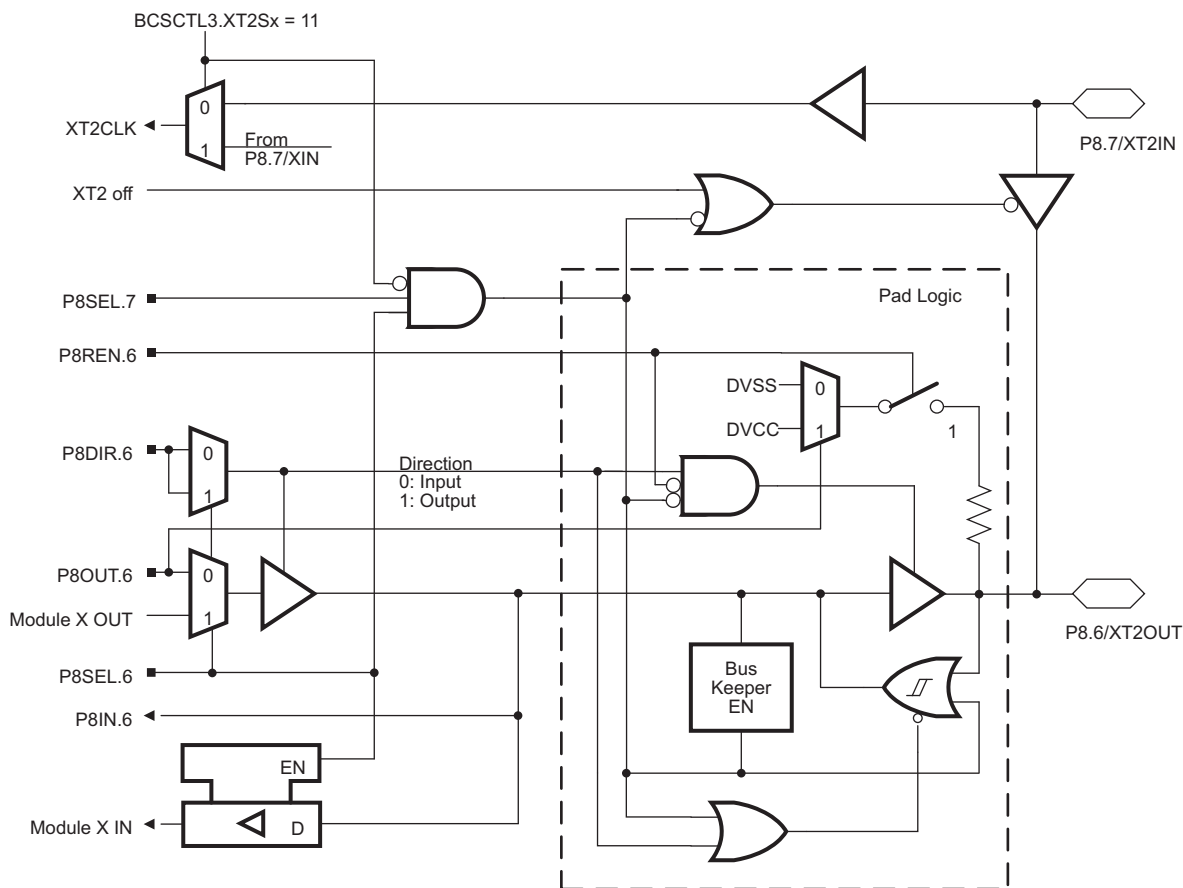 BCSCTL3.XT2Sx = 11
0
XT2CLK
1
From
P8.7/XIN
P8.7/XT2IN
XT2 off
Pad Logic
P8SEL.7
P8REN.6
DVSS
0
DVCC
1
1
P8DIR.6
0
1
Direction
0: Input
1: Output
P8OUT.6
0
Module X OUT
1
P8.6/XT2OUT
P8SEL.6
Bus
Keeper
EN
P8IN.6
EN
Module X IN
D